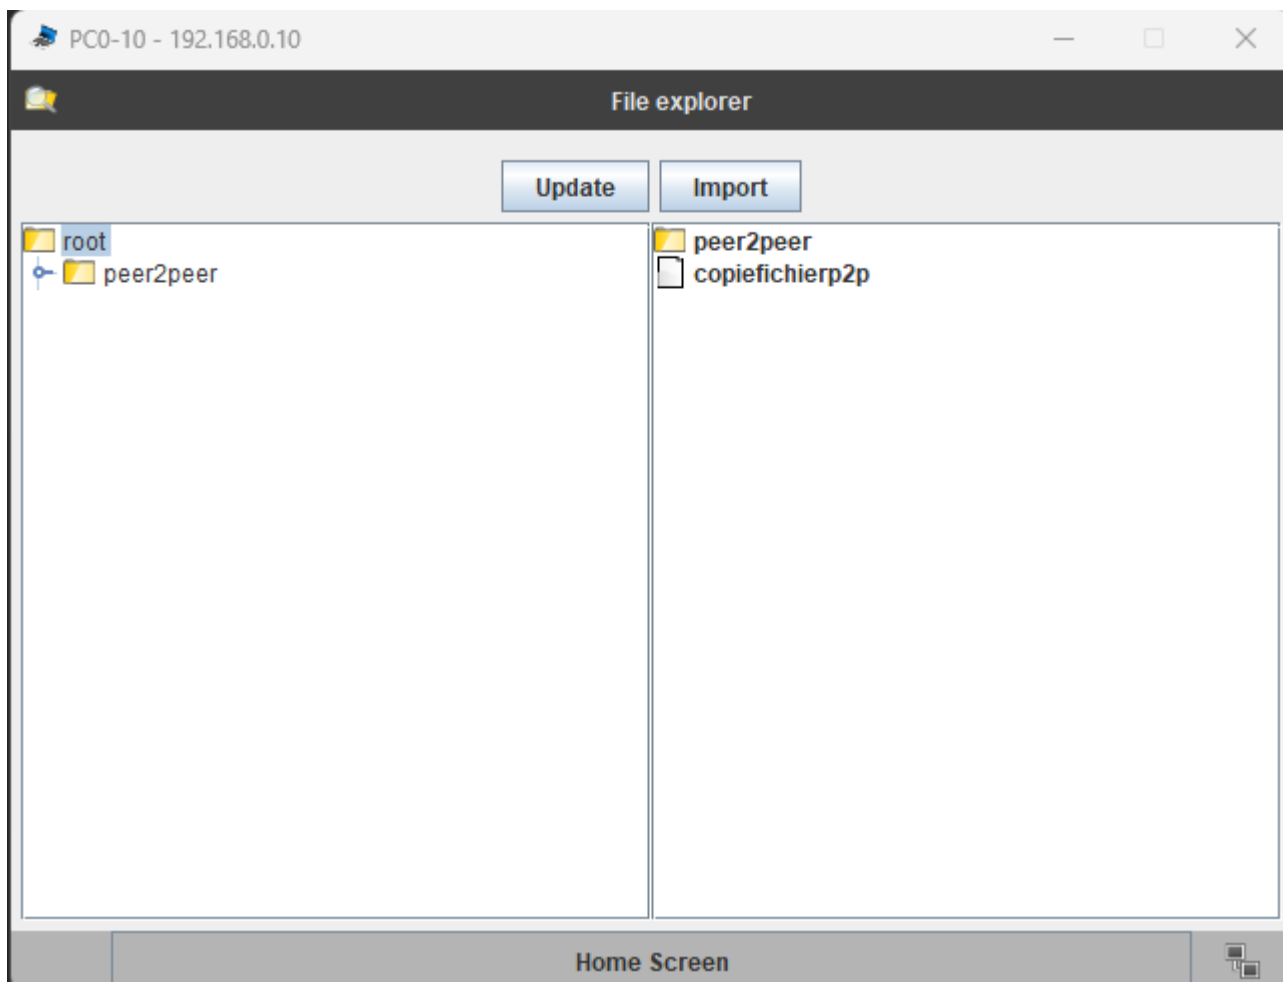 PC0-10 - 192.168.0.10
File explorer
Update Import
root
peer2peer
peer2peer
copiefichierp2p
Home Screen